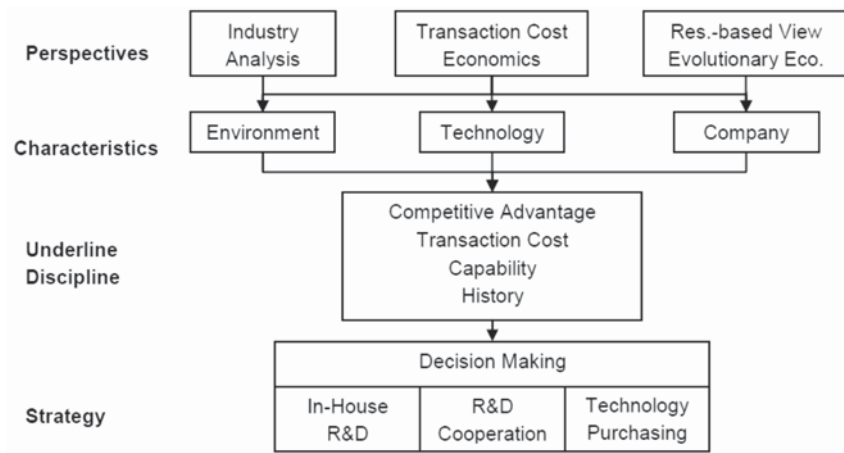 Perspectives
Industry
Analysis
Transaction Cost
Economics
Res.-based View
Evolutionary Eco.
Characteristics
Environment
Technology
Company
Underline
Discipline
Competitive Advantage
Transaction Cost
Capability
History
Decision Making
Strategy
In-House
R&D
R&D
Cooperation
Technology
Purchasing